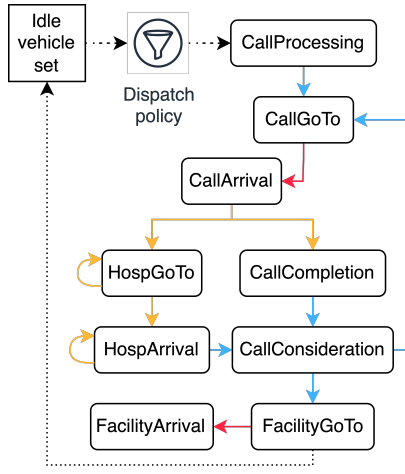 Idle
vehicle
set
Dispatch
policy
CallProcessing
CallGoTo
CallArrival
HospGoTo
CallCompletion
HospArrival
CallConsideration
FacilityArrival
FacilityGoTo